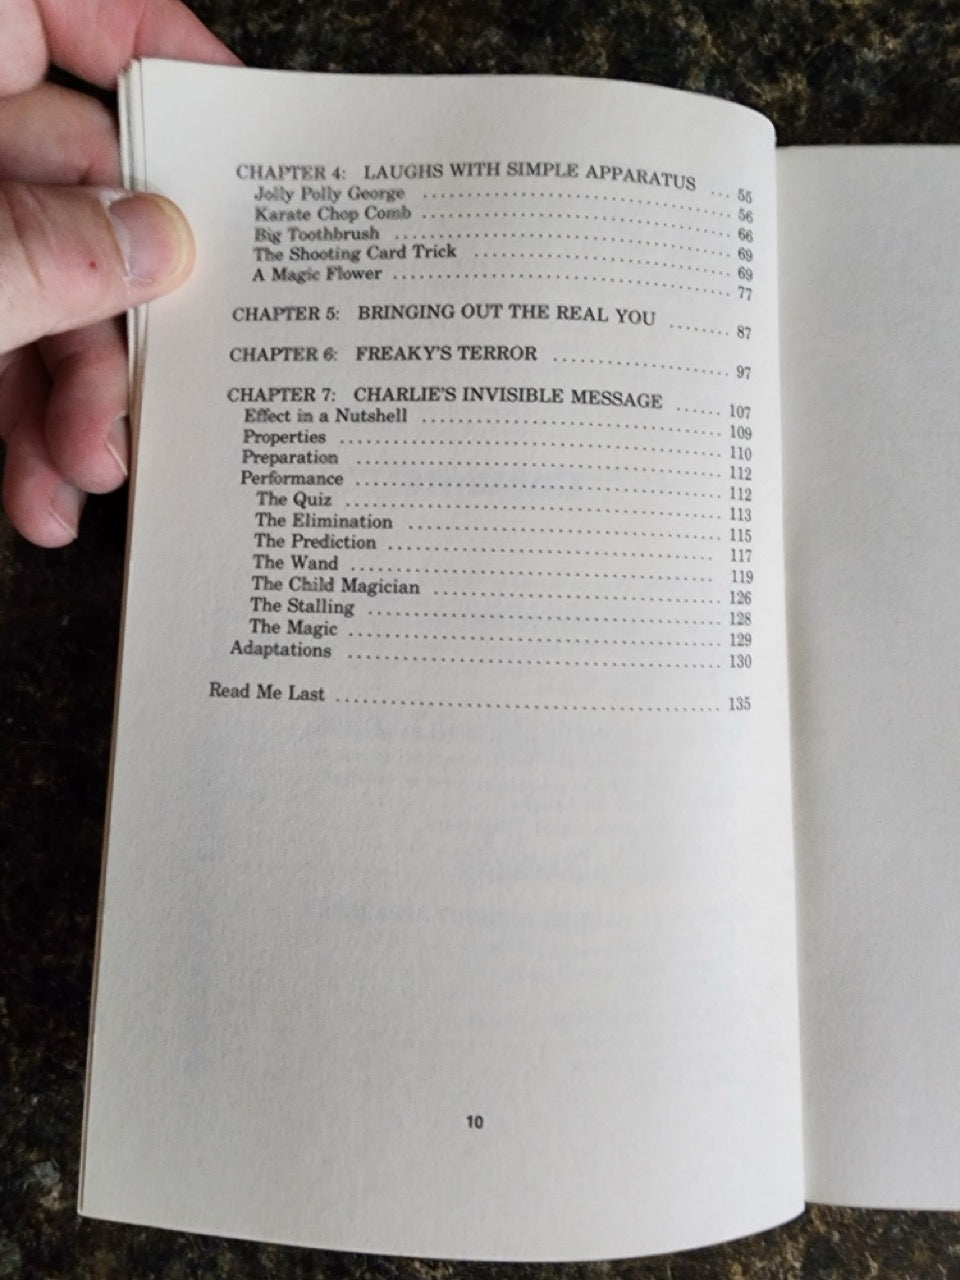 CHAPTER 4: LAUGHS WITH SIMPLE APPARATUS ... 55
Jolly Polly George .................................. 56
Karate Chop Comb .................................. 66
Big Toothbrush .................................. 69
The Shooting Card Trick .................................. 69
A Magic Flower .................................. 77
CHAPTER 5: BRINGING OUT THE REAL YOU ........ 87
CHAPTER 6: FREAKY'S TERROR ...................... 97
CHAPTER 7: CHARLIE'S INVISIBLE MESSAGE ...... 107
Effect in a Nutshell .................................. 109
Properties .................................. 110
Preparation .................................. 112
Performance .................................. 112
The Quiz .................................. 113
The Elimination .................................. 115
The Prediction .................................. 117
The Wand .................................. 119
The Child Magician .................................. 126
The Stalling .................................. 128
The Magic .................................. 129
Adaptations .................................. 130
Read Me Last .................................. 135
10